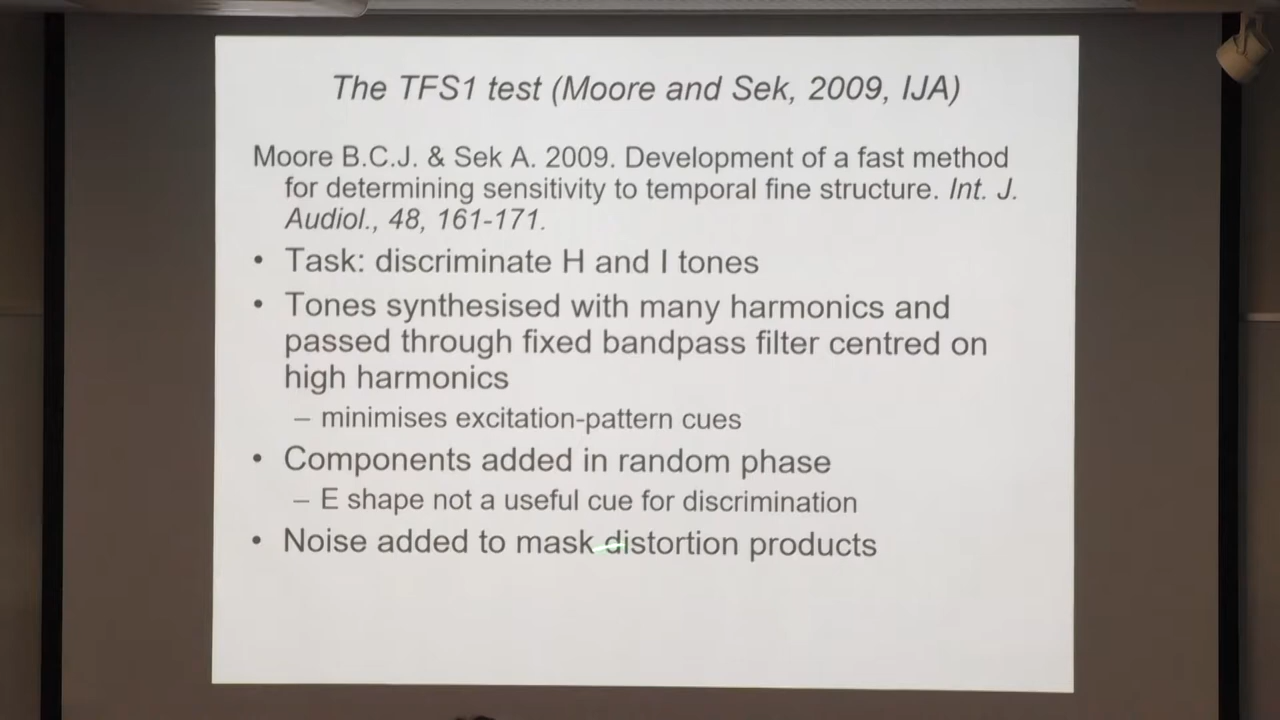 The TFS1 test (Moore and Sek, 2009, IJA)
Moore B.C.J. & Sek A. 2009. Development of a fast method
for determining sensitivity to temporal fine structure. Int. J.
Audiol., 48, 161-171.
• Task: discriminate H and I tones
• Tones synthesised with many harmonics and
passed through fixed bandpass filter centred on
high harmonics
– minimises excitation-pattern cues
• Components added in random phase
– E shape not a useful cue for discrimination
• Noise added to mask distortion products